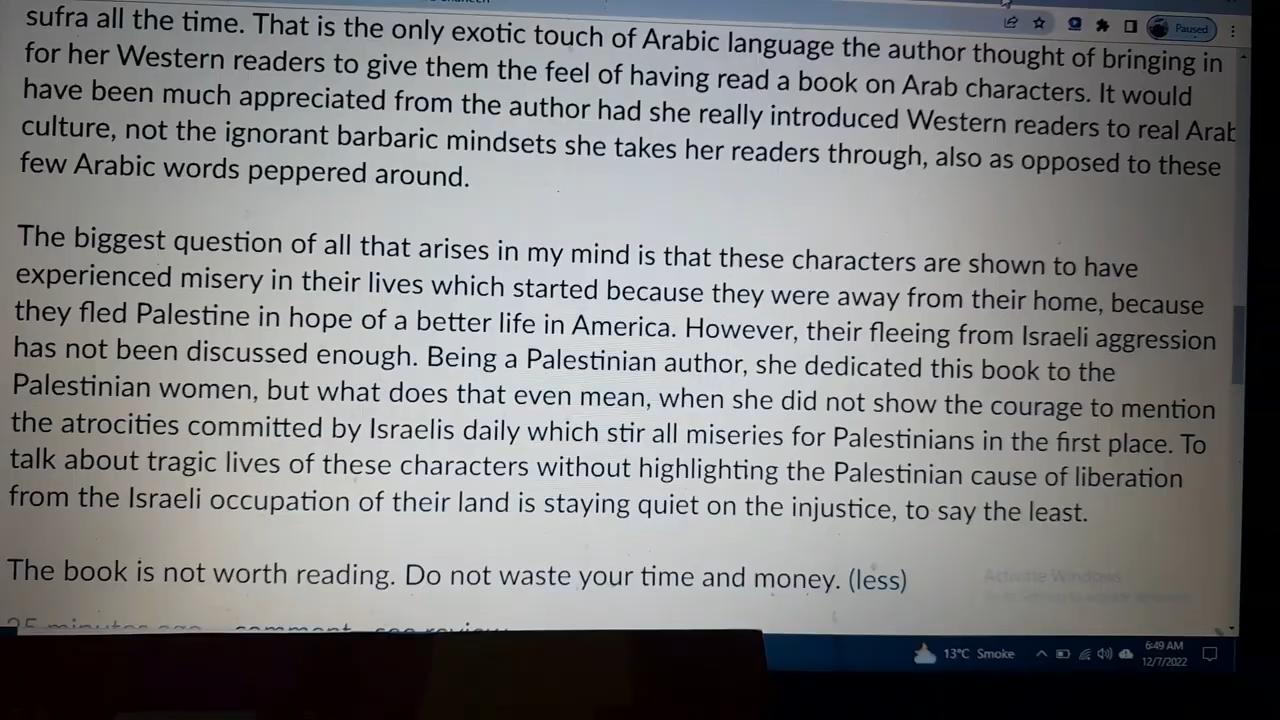 Paused
sufra all the time. That is the only exotic touch of Arabic language the author thought of bringing in
for her Western readers to give them the feel of having read a book on Arab characters. It would
have been much appreciated from the author had she really introduced Western readers to real Arab
culture, not the ignorant barbaric mindsets she takes her readers through, also as opposed to these
few Arabic words peppered around.
The biggest question of all that arises in my mind is that these characters are shown to have
experienced misery in their lives which started because they were away from their home, because
they fled Palestine in hope of a better life in America. However, their fleeing from Israeli aggression
has not been discussed enough. Being a Palestinian author, she dedicated this book to the
Palestinian women, but what does that even mean, when she did not show the courage to mention
the atrocities committed by Israelis daily which stir all miseries for Palestinians in the first place. To
talk about tragic lives of these characters without highlighting the Palestinian cause of liberation
from the Israeli occupation of their land is staying quiet on the injustice, to say the least.
The book is not worth reading. Do not waste your time and money. (less)
Activate Windows
13°C Smoke
6:49 AM
12/7/2022